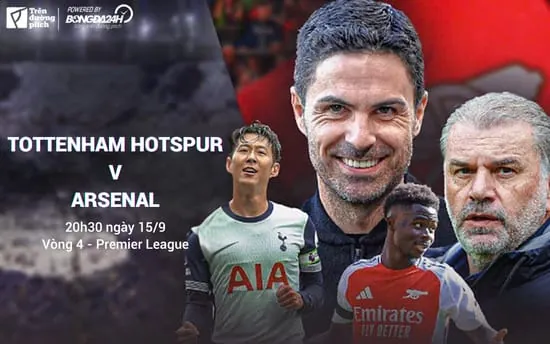 Trên
đường
pitch
POWERED BY
BONGDA24H
TOTTENHAM HOTSPUR
V
ARSENAL
20h30 ngày 15/9
Vòng 4 - Premier League
AIA
Emirates
FLY BETTER